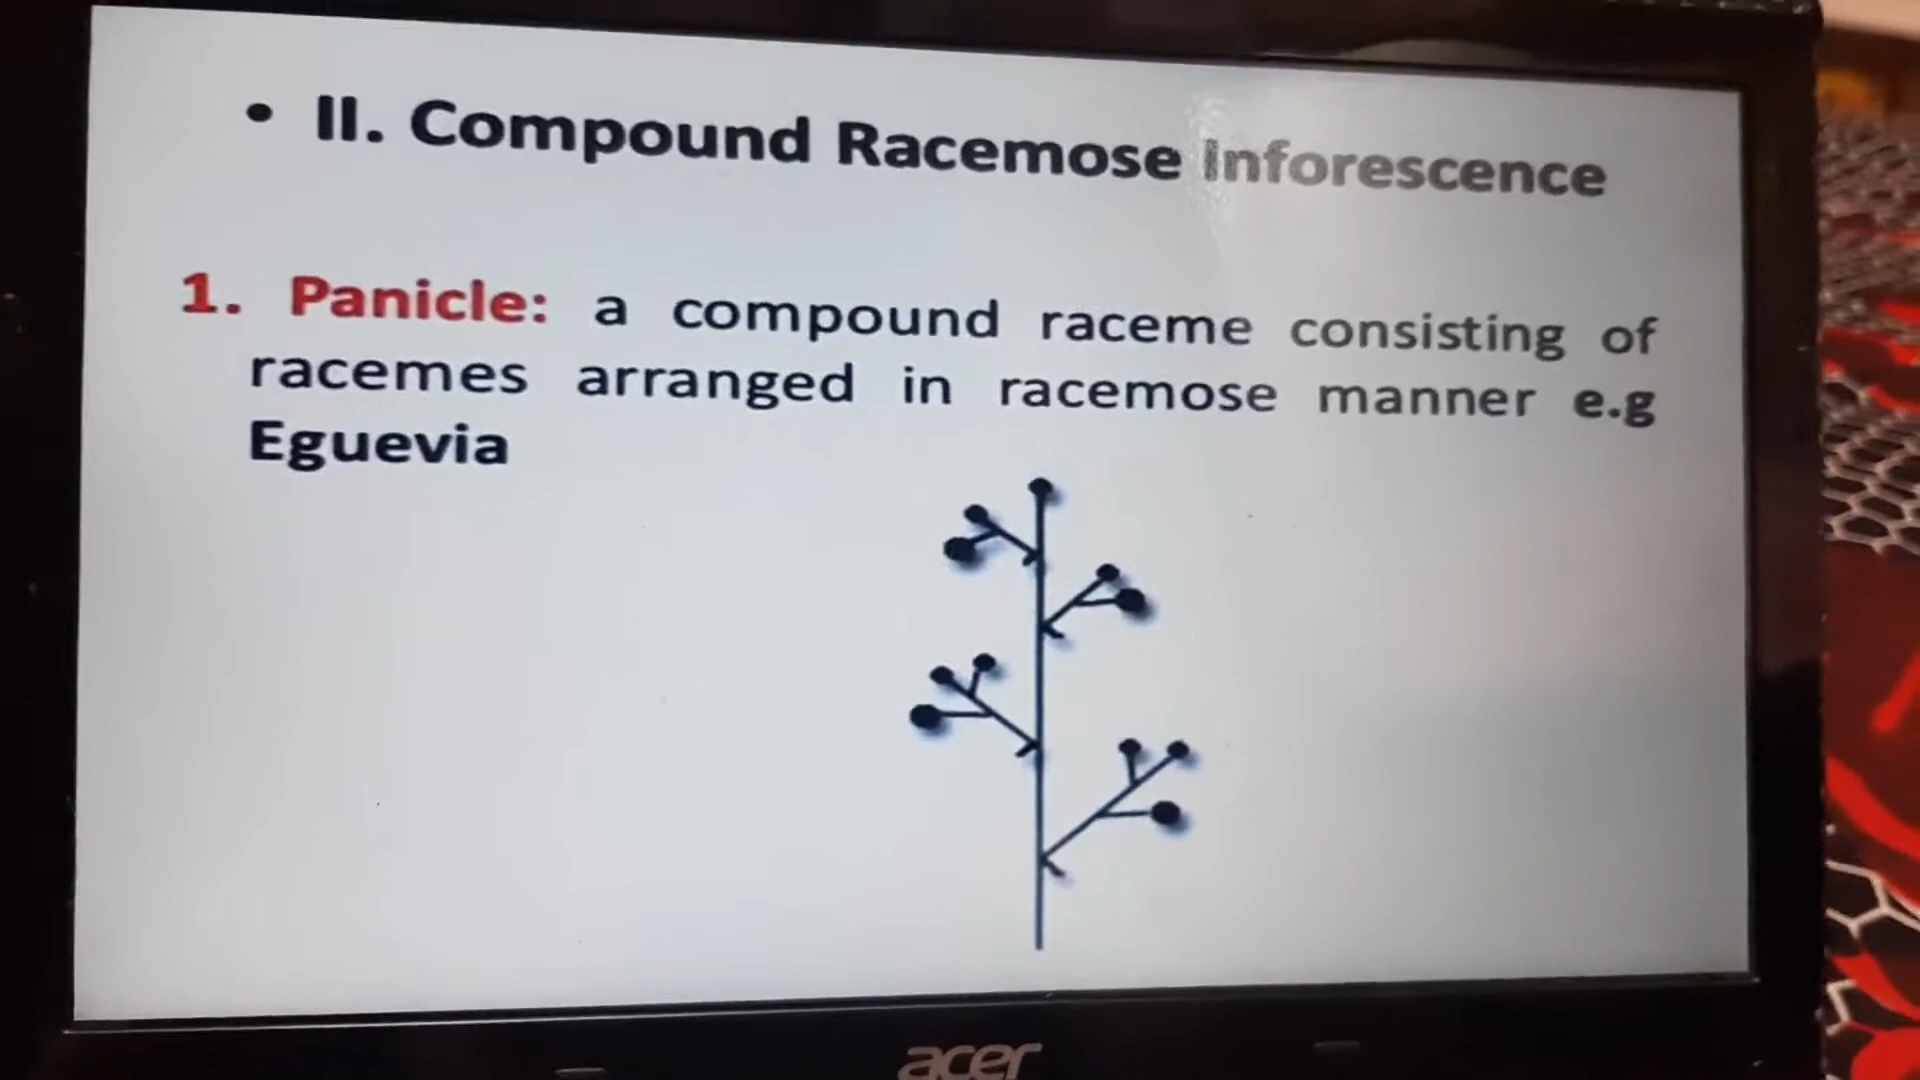 • II. Compound Racemose Inforescence
1. Panicle: a compound raceme consisting of
racemes arranged in racemose manner e.g
Eguevia
acer